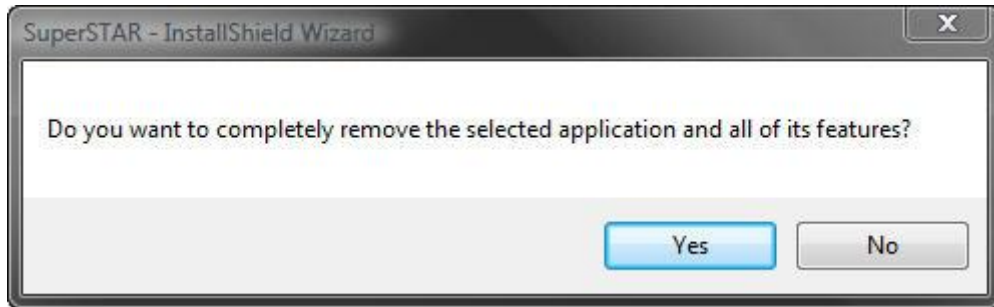 SuperSTAR - InstallShield Wizard
Do you want to completely remove the selected application and all of its features?
Yes
No